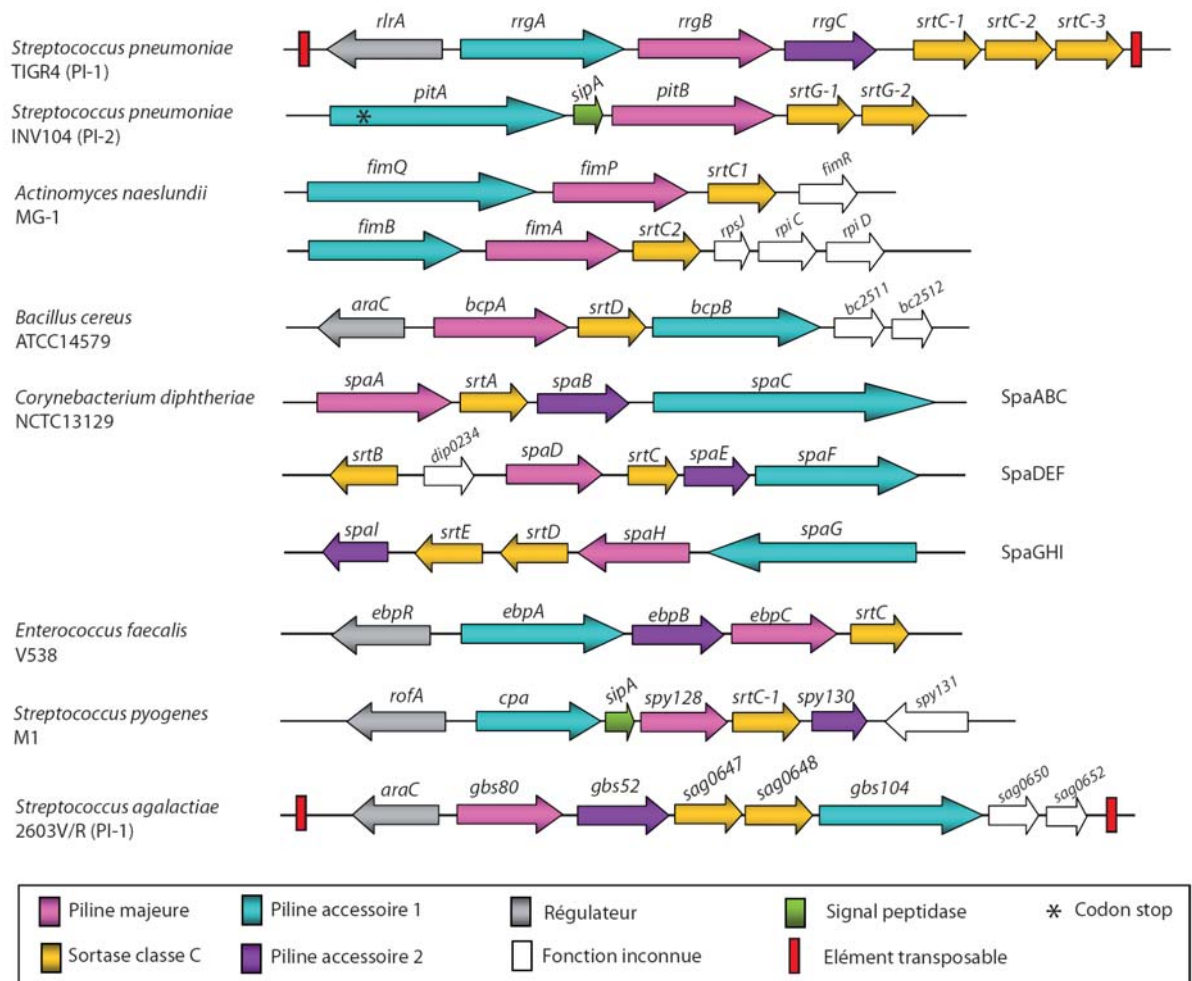 rlrA rrgA rrgB rrgC srtC-1 srtC-2 srtC-3
Streptococcus pneumoniae
TIGR4 (PI-1)
pitA sipA pitB srtG-1 srtG-2
Streptococcus pneumoniae
INV104 (PI-2)
*
fimQ fimP srtC1 fimR
Actinomyces naeslundii
MG-1
fimB fimA srtC2 rpsJ rpi C rpi D
araC bcpA srtD bcpB bc2511 bc2512
Bacillus cereus
ATCC14579
spaA srtA spaB spaC
Corynebacterium diphtheriae
NCTC13129
SpaABC
srtB dip0234 spaD srtC spaE spaF
SpaDEF
spaI srtE srtD spaH spaG
SpaGHI
ebpR ebpA ebpB ebpC srtC
Enterococcus faecalis
V538
rofA cpa sipA spy128 srtC-1 spy130 spy131
Streptococcus pyogenes
M1
araC gbs80 gbs52 sag0647 sag0648 gbs104 sag0650 sag0652
Streptococcus agalactiae
2603V/R (PI-1)
Piline majeure Piline accessoire 1 Régulateur Signal peptidase * Codon stop
Sortase classe C Piline accessoire 2 Fonction inconnue Elément transposable